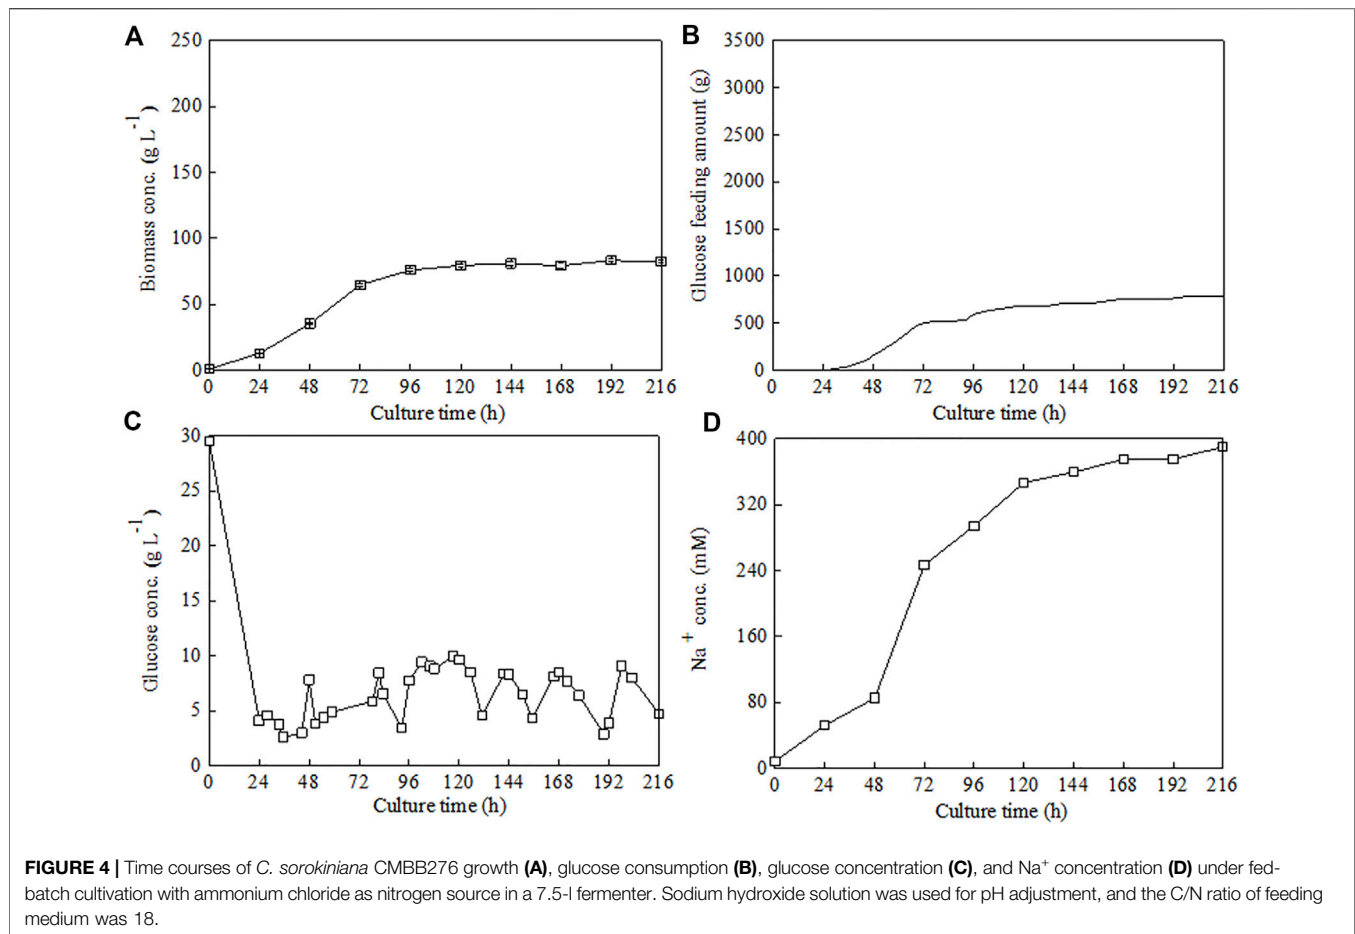 A
250
200
150
100
50
0
Biomass conc. (g L⁻¹)
0 24 48 72 96 120 144 168 192 216
Culture time (h)
B
3500
3000
2500
2000
1500
1000
500
0
Glucose feeding amount (g)
0 24 48 72 96 120 144 168 192 216
Culture time (h)
C
30
25
20
15
10
5
0
Glucose conc. (g L⁻¹)
0 24 48 72 96 120 144 168 192 216
Culture time (h)
D
400
320
240
160
80
0
Na⁺ conc. (mM)
0 24 48 72 96 120 144 168 192 216
Culture time (h)
FIGURE 4 | Time courses of C. sorokiniana CMBB276 growth (A), glucose consumption (B), glucose concentration (C), and Na⁺ concentration (D) under fed-
batch cultivation with ammonium chloride as nitrogen source in a 7.5-l fermenter. Sodium hydroxide solution was used for pH adjustment, and the C/N ratio of feeding
medium was 18.